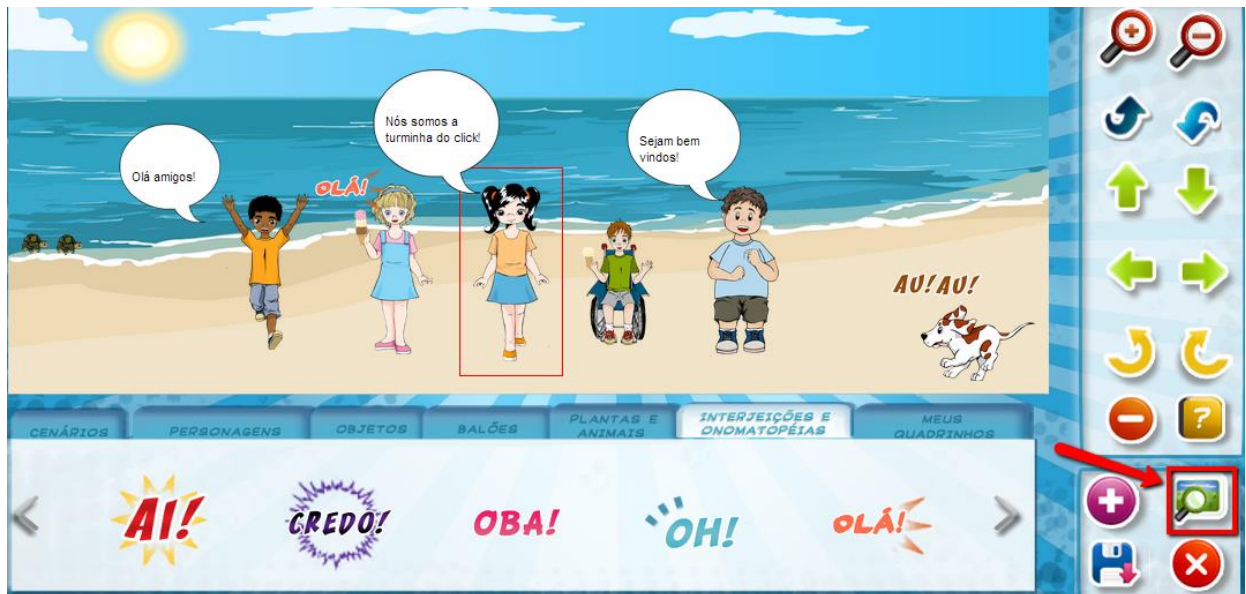 Nós somos a
turminha do click!
Sejam bem
vindos!
Olá amigos!
OLÁ!
AU! AU!
CENÁRIOS
PERSONAGENS
OBJETOS
BALÕES
PLANTAS E
ANIMAIS
INTERJEIÇÕES E
ONOMATOPÉIAS
MEUS
QUADRINHOS
AI!
CREDO!
OBA!
OH!
OLÁ!
?